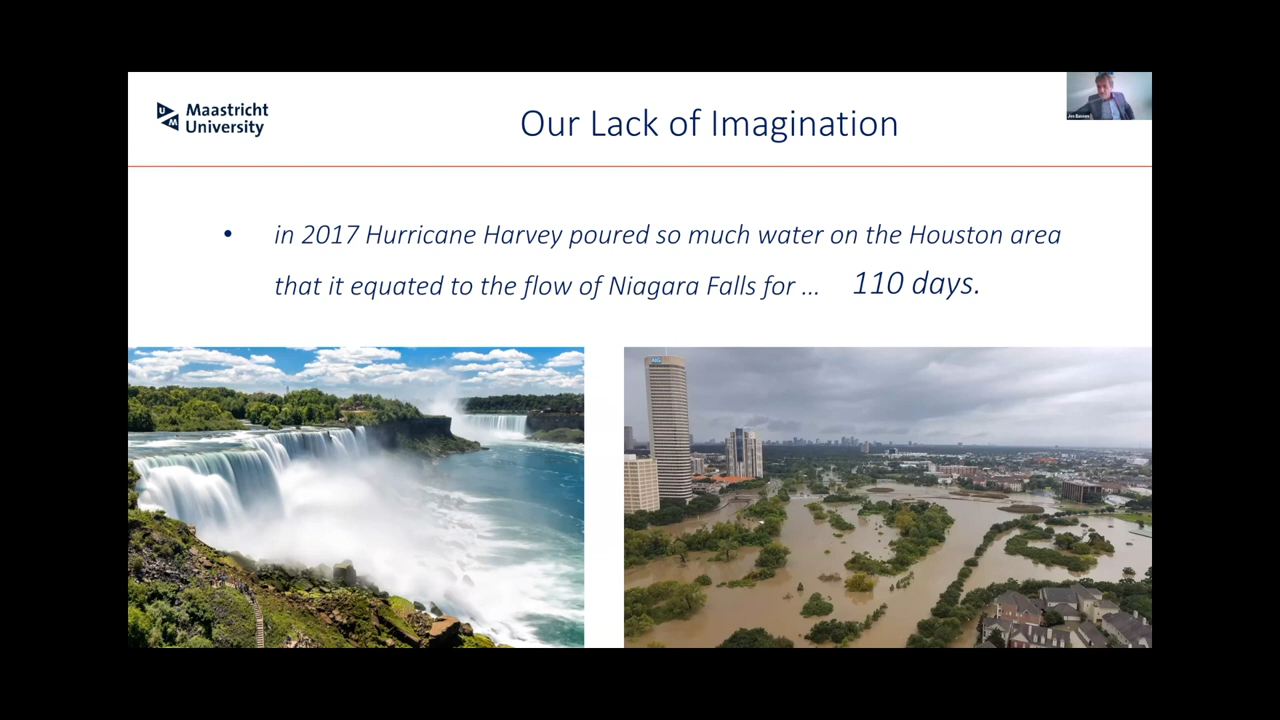 Maastricht
University
Our Lack of Imagination
• in 2017 Hurricane Harvey poured so much water on the Houston area
that it equated to the flow of Niagara Falls for ... 110 days.